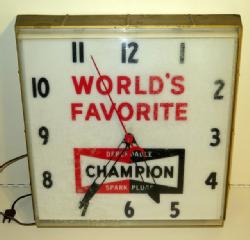 11 12 1
10 2
9 3
8 4
7 6 5
WORLD'S
FAVORITE
DEPENDABLE
CHAMPION
SPARK PLUGS